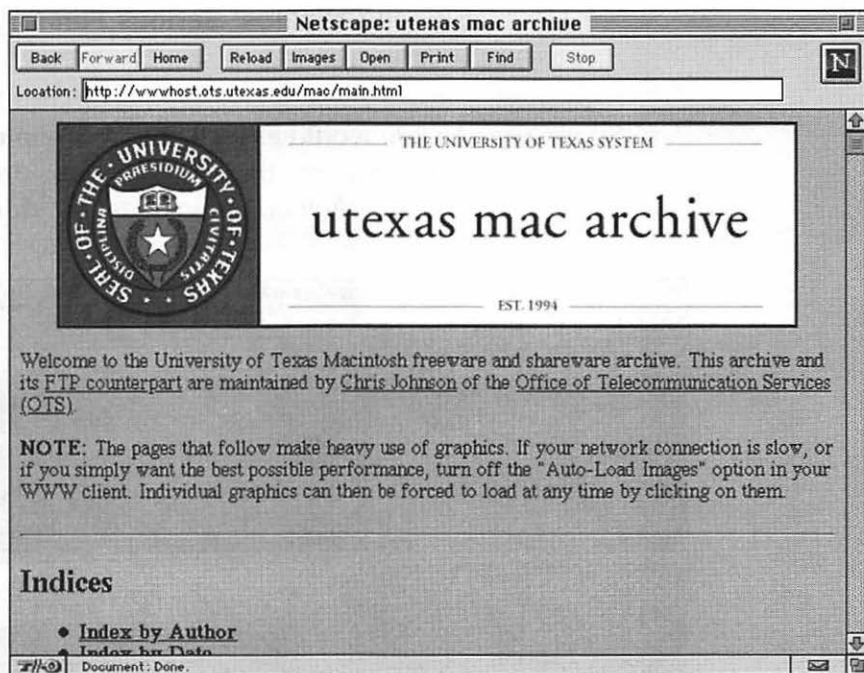 Netscape: utexas mac archive
Back Forward Home Reload Images Open Print Find Stop
N
Location: http://wwwhost.ots.utexas.edu/mac/main.html
SEAL · OF · THE · UNIVERSITY · OF · TEXAS
PRAESIDIUM
DISCIPLINA
CIVITATIS
THE UNIVERSITY OF TEXAS SYSTEM
utexas mac archive
EST. 1994
Welcome to the University of Texas Macintosh freeware and shareware archive. This archive and
its FTP counterpart are maintained by Chris Johnson of the Office of Telecommunication Services
(OTS).
NOTE: The pages that follow make heavy use of graphics. If your network connection is slow, or
if you simply want the best possible performance, turn off the "Auto-Load Images" option in your
WWW client. Individual graphics can then be forced to load at any time by clicking on them.
Indices
• Index by Author
• Index by Date
Document: Done.